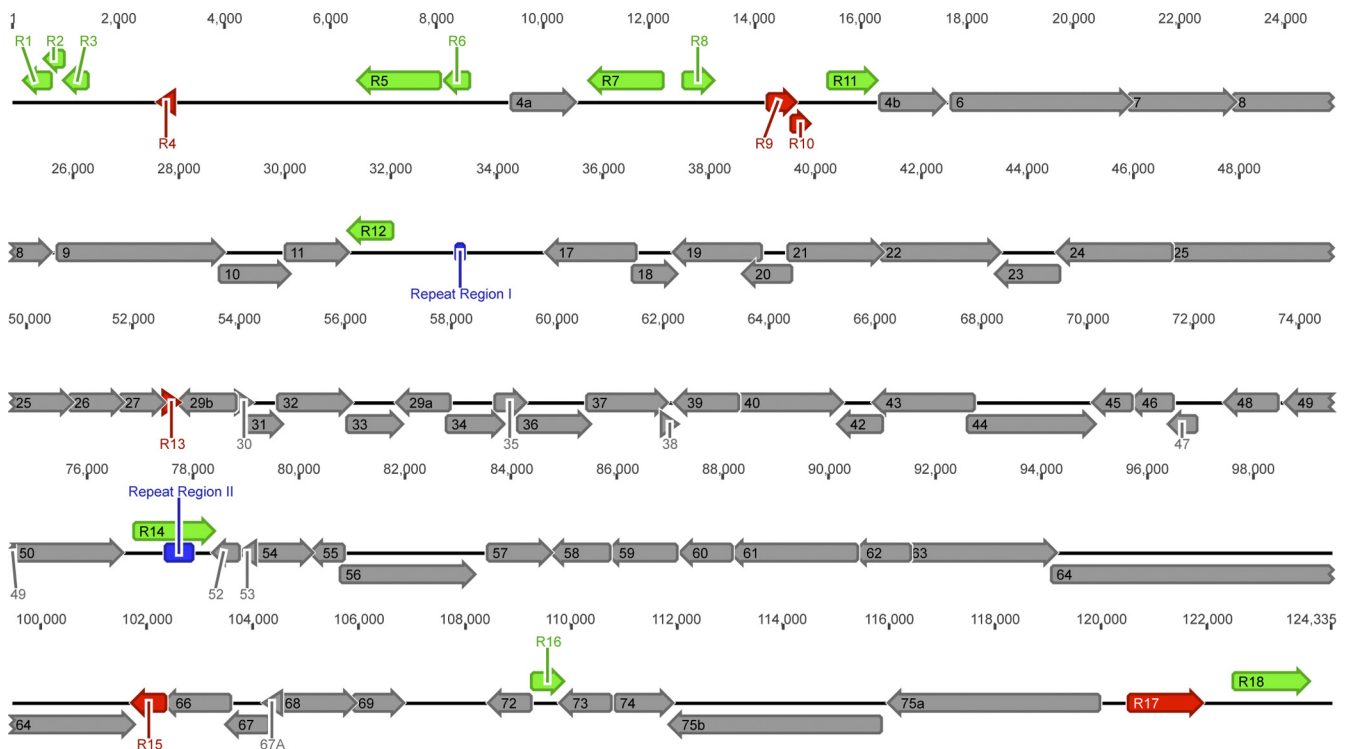 1 2,000 4,000 6,000 8,000 10,000 12,000 14,000 16,000 18,000 20,000 22,000 24,000
R1 R2 R3 R6 R8
R5 R7 R11
4a 4b 6 7 8
R4 R9 R10
26,000 28,000 30,000 32,000 34,000 36,000 38,000 40,000 42,000 44,000 46,000 48,000
R12
8 9 11 17 19 21 22 24 25
10 18 20 23
Repeat Region I
50,000 52,000 54,000 56,000 58,000 60,000 62,000 64,000 66,000 68,000 70,000 72,000 74,000
25 26 27 29b 32 29a 37 39 40 43 45 46 48 49
31 33 34 36 42 44
R13 30 35 38 47
76,000 78,000 80,000 82,000 84,000 86,000 88,000 90,000 92,000 94,000 96,000 98,000
Repeat Region II
R14
50 54 55 57 58 59 60 61 62 63
56 64
49 52 53
100,000 102,000 104,000 106,000 108,000 110,000 112,000 114,000 116,000 118,000 120,000 122,000 124,335
R16
R18
66 68 69 72 73 74 75a R17
64 67 75b
R15 67A